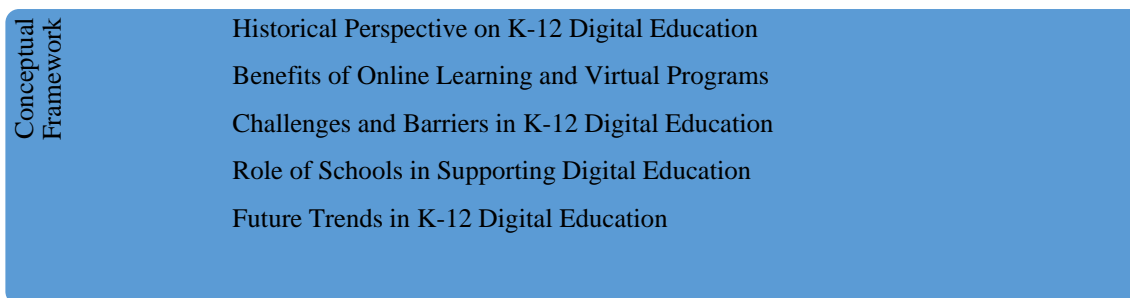 Conceptual
Framework
Historical Perspective on K-12 Digital Education
Benefits of Online Learning and Virtual Programs
Challenges and Barriers in K-12 Digital Education
Role of Schools in Supporting Digital Education
Future Trends in K-12 Digital Education